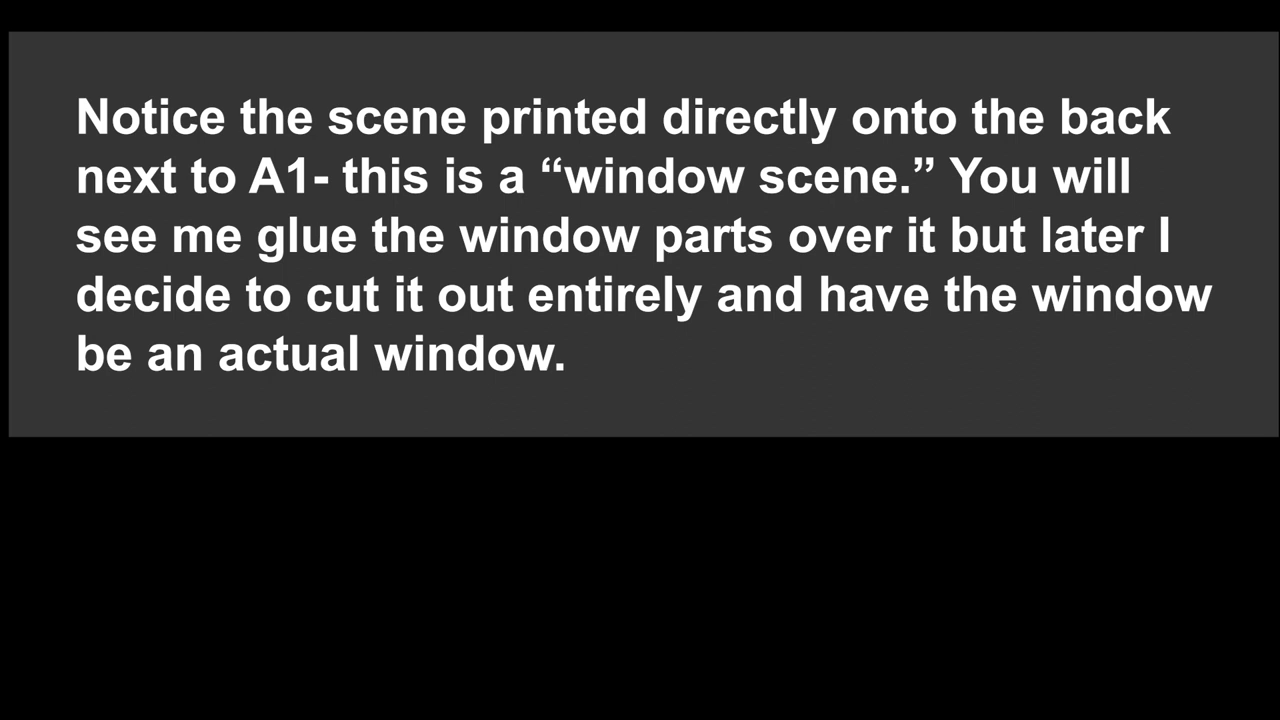 Notice the scene printed directly onto the back
next to A1- this is a “window scene.” You will
see me glue the window parts over it but later I
decide to cut it out entirely and have the window
be an actual window.